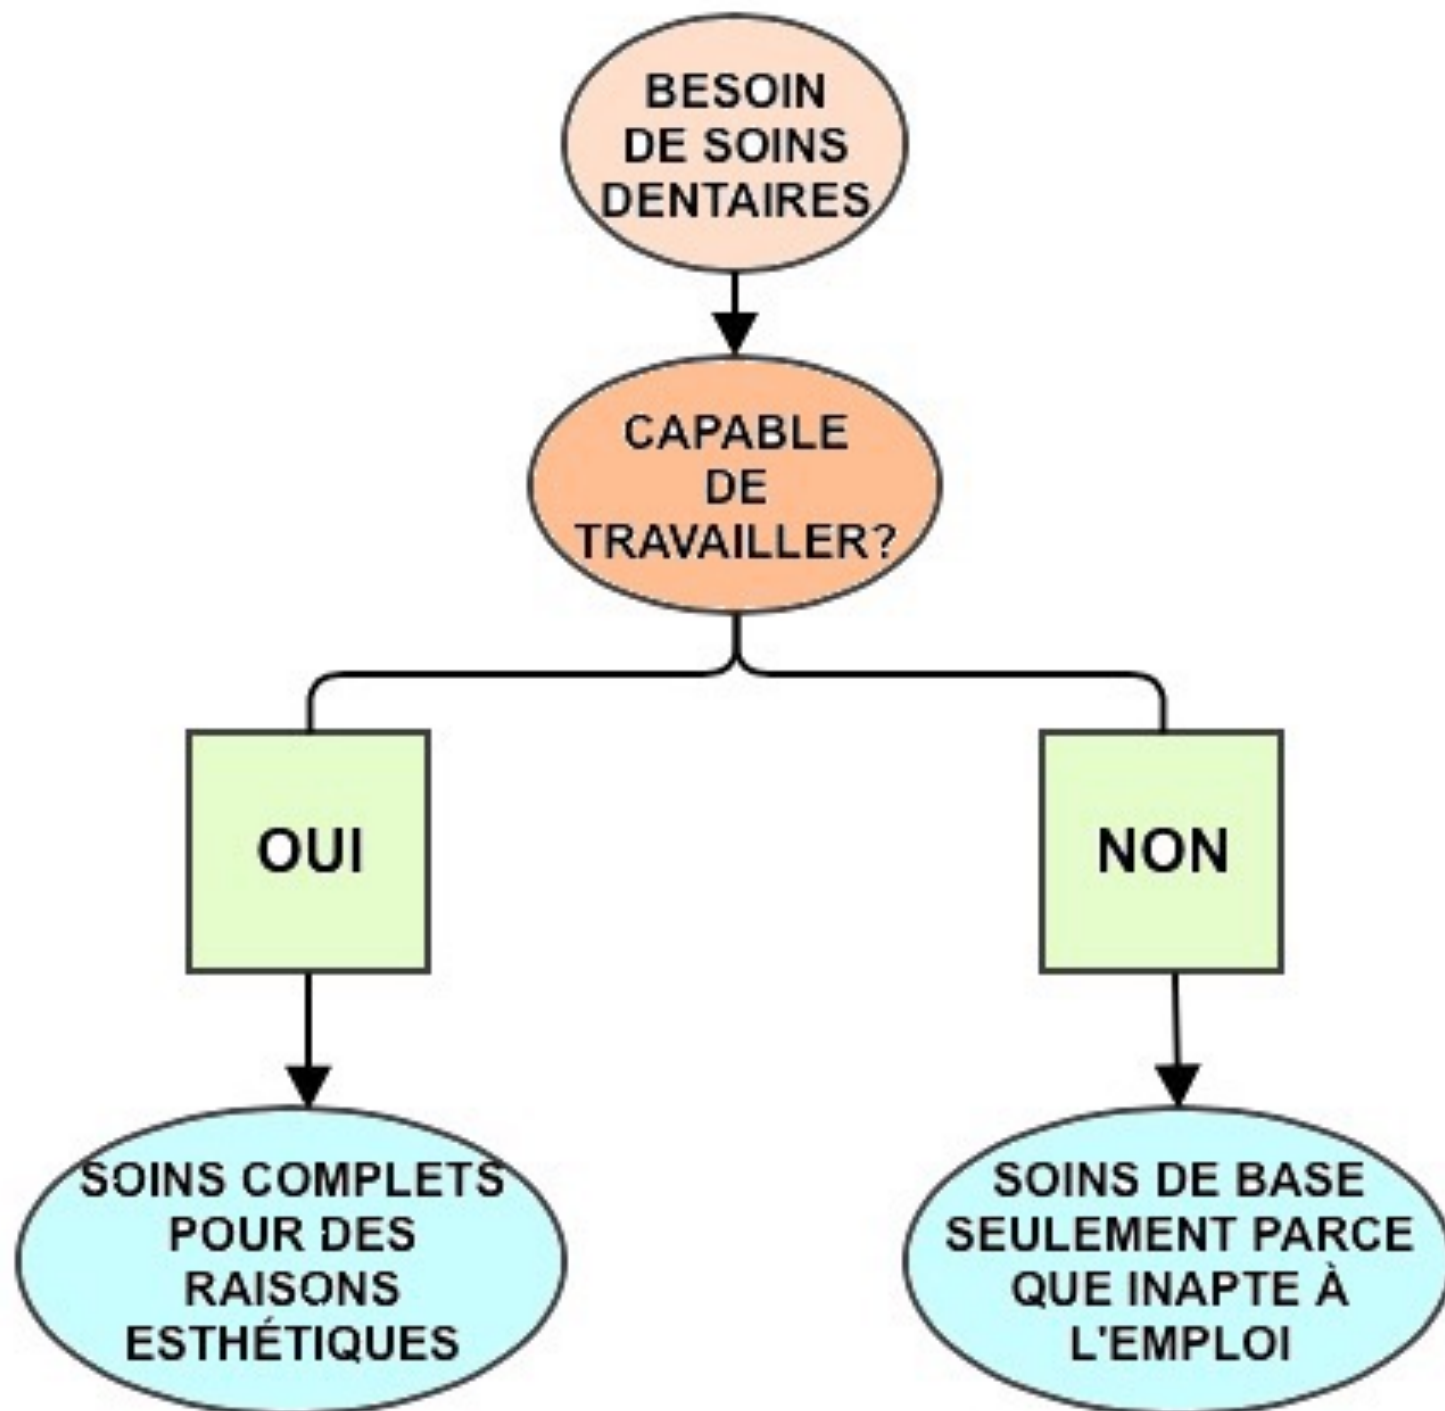 BESOIN
DE SOINS
DENTAIRES
CAPABLE
DE
TRAVAILLER?
OUI
NON
SOINS COMPLETS
POUR DES
RAISONS
ESTHÉTIQUES
SOINS DE BASE
SEULEMENT PARCE
QUE INAPTE À
L'EMPLOI